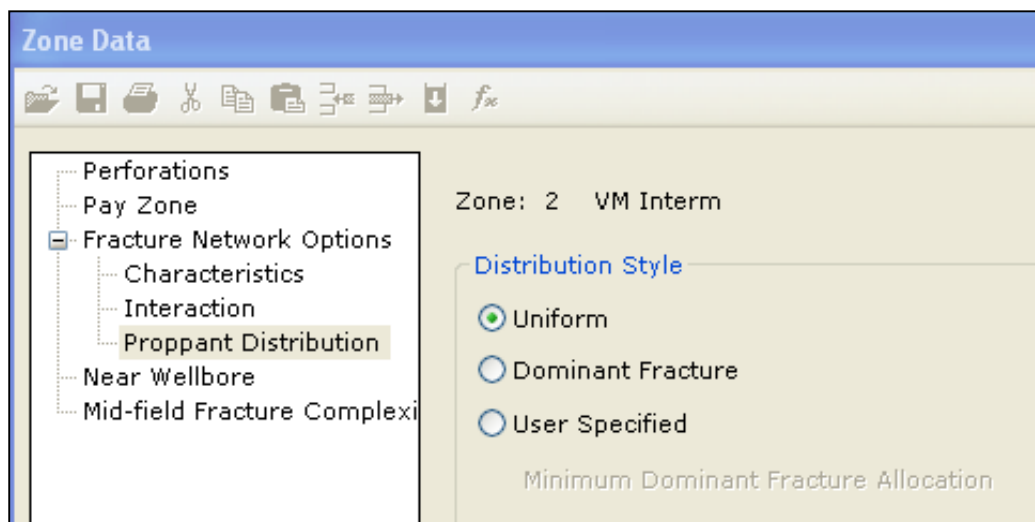 Zone Data
Perforations
Pay Zone
Fracture Network Options
Characteristics
Interaction
Proppant Distribution
Near Wellbore
Mid-field Fracture Complexi
Zone: 2 VM Interm
Distribution Style
Uniform
Dominant Fracture
User Specified
Minimum Dominant Fracture Allocation